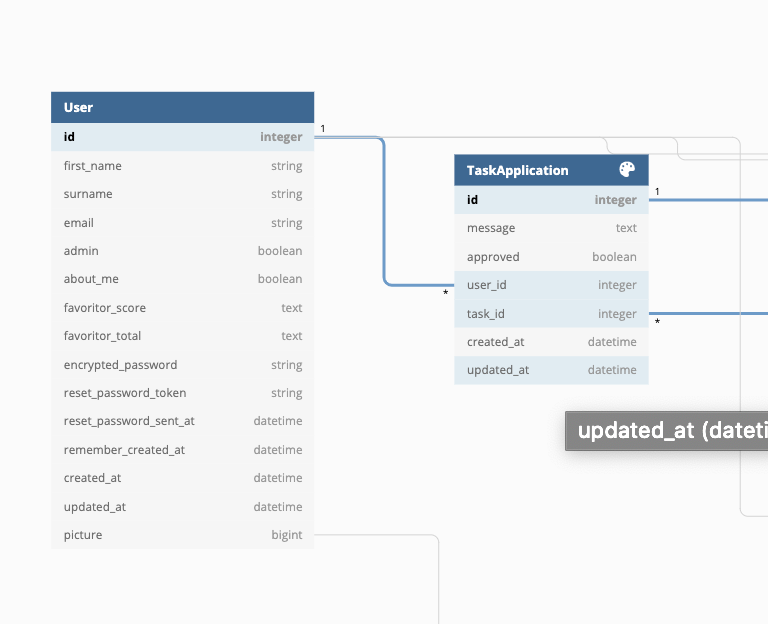 User
id integer
first_name string
surname string
email string
admin boolean
about_me boolean
favoritor_score text
favoritor_total text
encrypted_password string
reset_password_token string
reset_password_sent_at datetime
remember_created_at datetime
created_at datetime
updated_at datetime
picture bigint
1
TaskApplication
id integer
message text
approved boolean
user_id integer
task_id integer
created_at datetime
updated_at datetime
*
1
*
updated_at (dateti